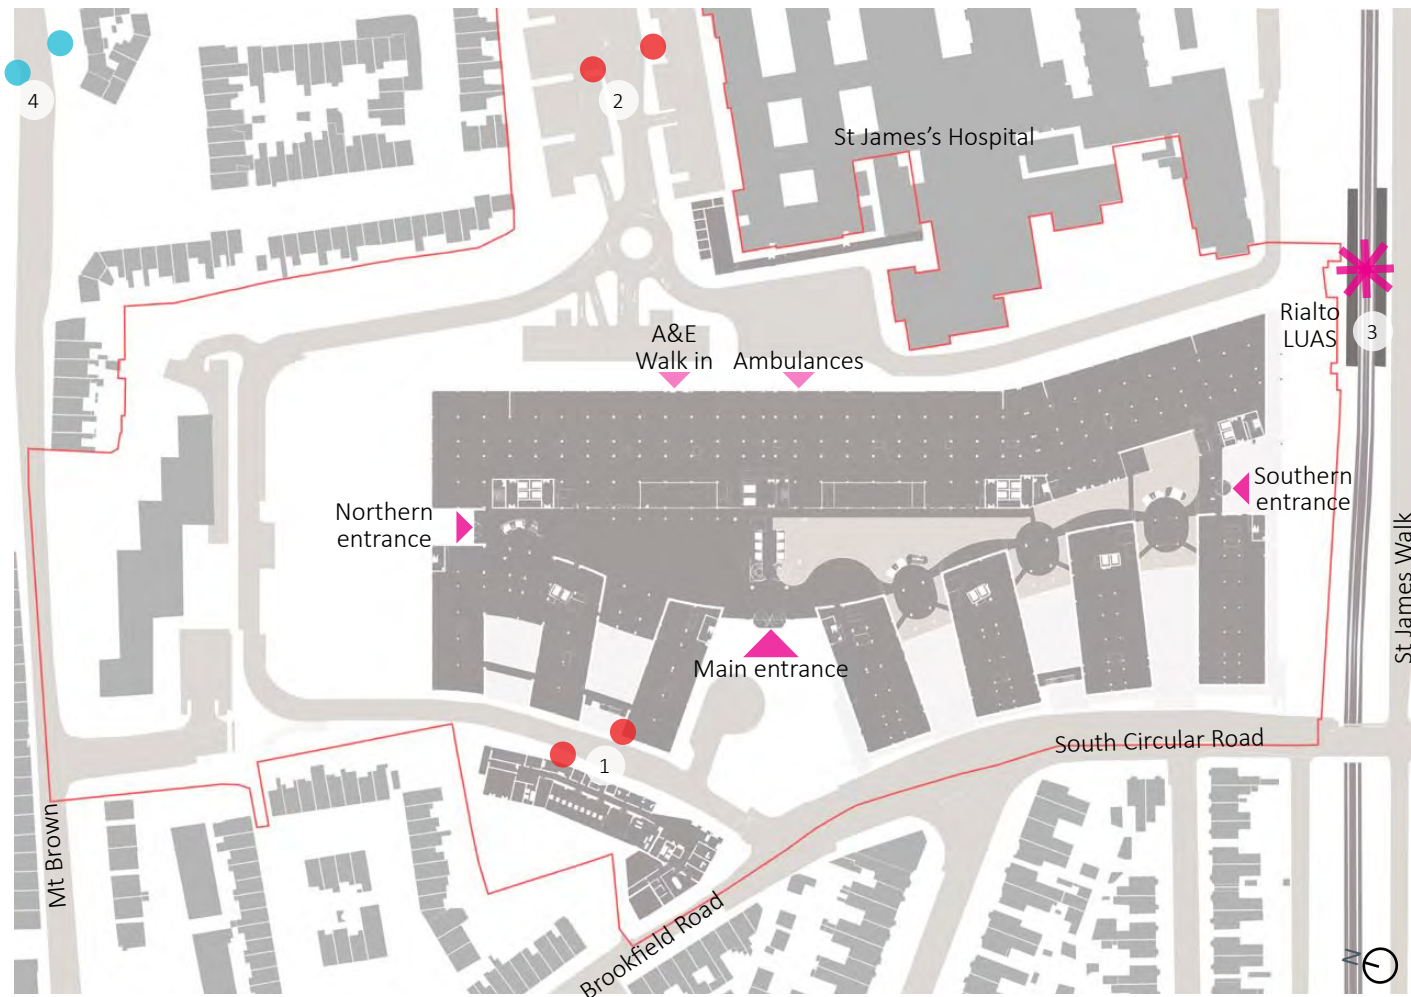 4
2
St James's Hospital
A&E
Walk in
Ambulances
Rialto
LUAS
3
Northern
entrance
Southern
entrance
St James Walk
Main entrance
South Circular Road
1
Mt Brown
Brookfield Road
N